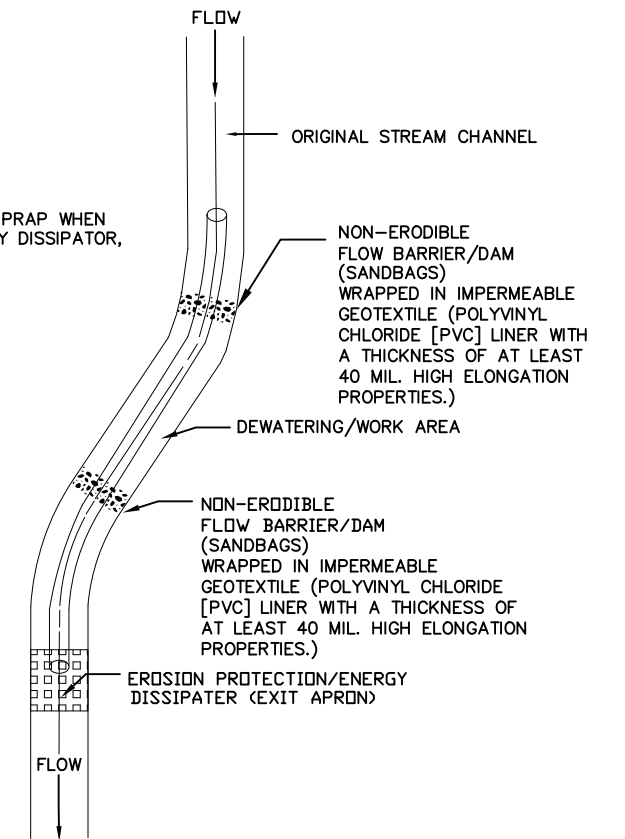 FLOW
ORIGINAL STREAM CHANNEL
PRAP WHEN
Y DISSIPATOR,
NON-ERODIBLE
FLOW BARRIER/DAM
(SANDBAGS)
WRAPPED IN IMPERMEABLE
GEOTEXTILE (POLYVINYL
CHLORIDE [PVC] LINER WITH
A THICKNESS OF AT LEAST
40 MIL. HIGH ELONGATION
PROPERTIES.)
DEWATERING/WORK AREA
NON-ERODIBLE
FLOW BARRIER/DAM
(SANDBAGS)
WRAPPED IN IMPERMEABLE
GEOTEXTILE (POLYVINYL CHLORIDE
[PVC] LINER WITH A THICKNESS OF
AT LEAST 40 MIL. HIGH ELONGATION
PROPERTIES.)
EROSION PROTECTION/ENERGY
DISSIPATER (EXIT APRON)
FLOW